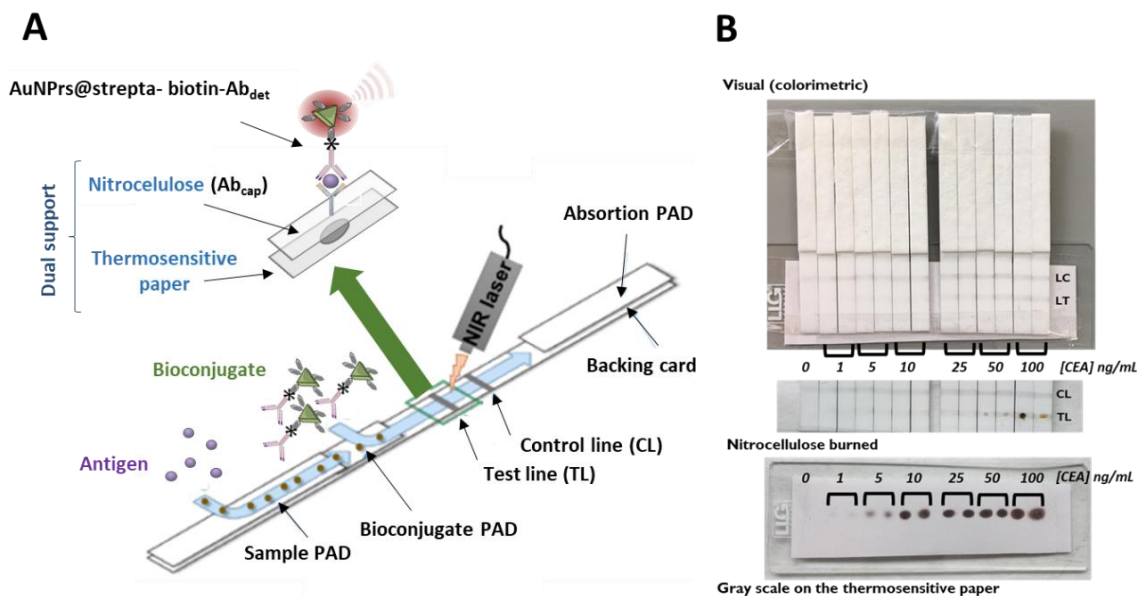 A
AuNPrs@strepta- biotin-Abdet
Nitrocelulose (Abcap)
Dual support
Thermosensitive
paper
Absortion PAD
NIR laser
Backing card
Bioconjugate
Antigen
Control line (CL)
Test line (TL)
Bioconjugate PAD
Sample PAD
B
Visual (colorimetric)
LC
LT
0 1 5 10 25 50 100 [CEA] ng/mL
CL
TL
Nitrocellulose burned
0 1 5 10 25 50 100 [CEA] ng/mL
Gray scale on the thermosensitive paper